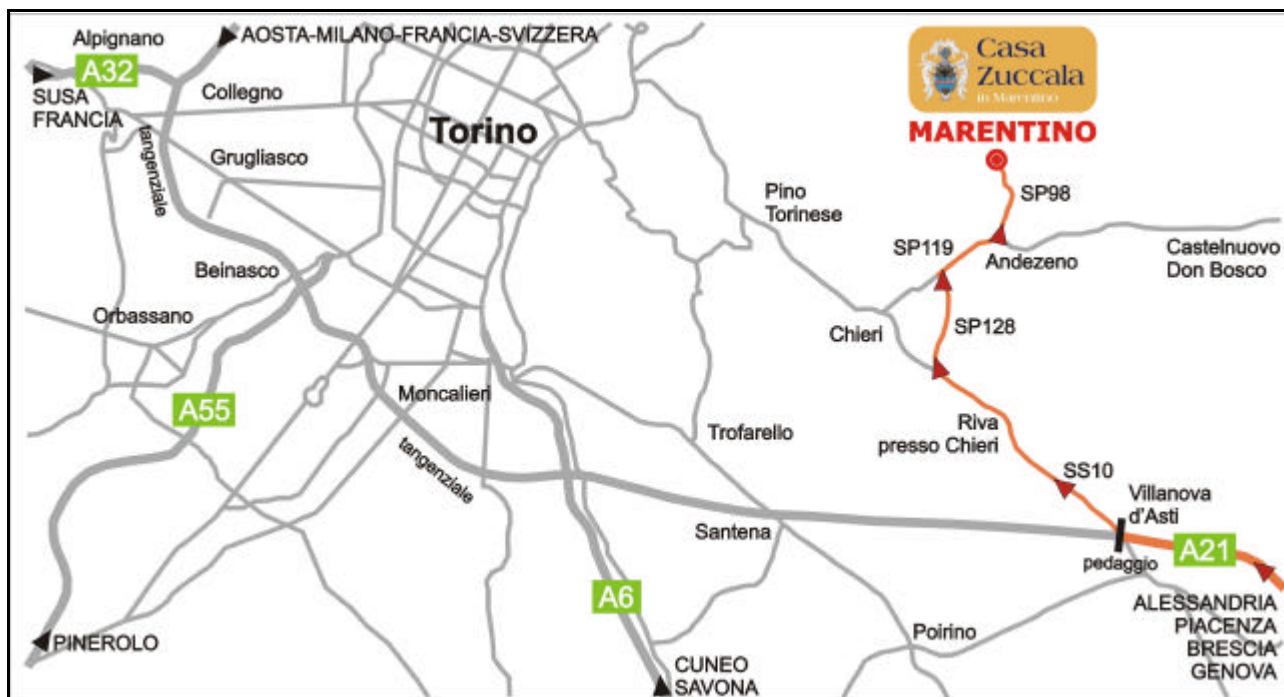 Alpignano
AOSTA-MILANO-FRANCIA-SVIZZERA
A32
SUSA
FRANCIA
Collegno
tangenziale
Grugliasco
Torino
Casa
Zuccala
in Marentino
MARENTINO
Pino
Torinese
SP98
SP119
Andezeno
Castelnuovo
Don Bosco
Beinasco
Orbassano
Chieri
SP128
A55
Moncalieri
Trofarello
Riva
presso Chieri
tangenziale
SS10
Santena
Villanova
d'Asti
pedaggio
A21
A6
ALESSANDRIA
PIACENZA
BRESCIA
GENOVA
Poirino
PINEROLO
CUNEO
SAVONA